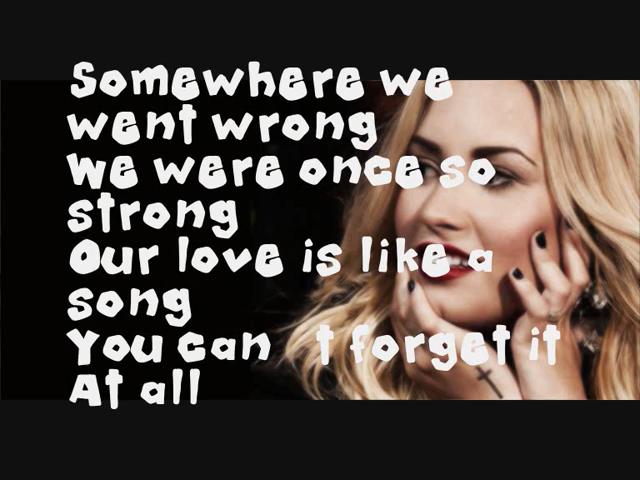 Somewhere we
went wrong
We were once so
strong
Our love is like a
song
You can t forget it
At all